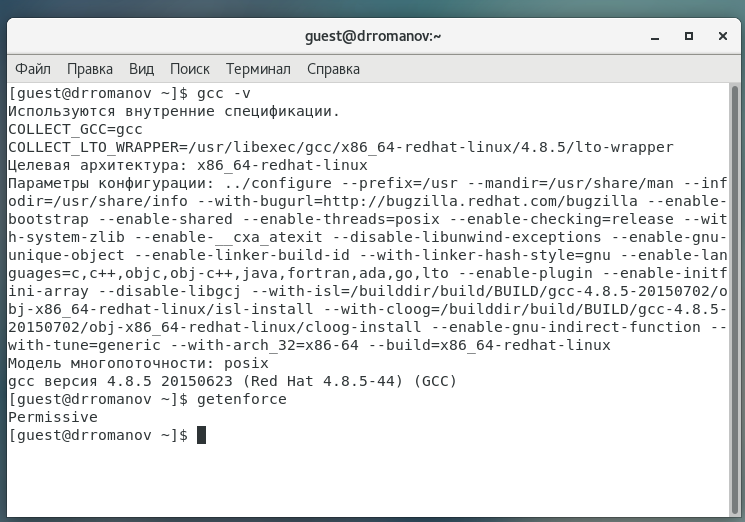 guest@drromanov:~
Файл Правка Вид Поиск Терминал Справка
[guest@drromanov ~]$ gcc -v
Используются внутренние спецификации.
COLLECT_GCC=gcc
COLLECT_LTO_WRAPPER=/usr/libexec/gcc/x86_64-redhat-linux/4.8.5/lto-wrapper
Целевая архитектура: x86_64-redhat-linux
Параметры конфигурации: ../configure --prefix=/usr --mandir=/usr/share/man --inf
odir=/usr/share/info --with-bugurl=http://bugzilla.redhat.com/bugzilla --enable-
bootstrap --enable-shared --enable-threads=posix --enable-checking=release --wit
h-system-zlib --enable-__cxa_atexit --disable-libunwind-exceptions --enable-gnu-
unique-object --enable-linker-build-id --with-linker-hash-style=gnu --enable-lan
guages=c,c++,objc,obj-c++,java,fortran,ada,go,lto --enable-plugin --enable-initf
ini-array --disable-libgcj --with-isl=/builddir/build/BUILD/gcc-4.8.5-20150702/o
bj-x86_64-redhat-linux/isl-install --with-cloog=/builddir/build/BUILD/gcc-4.8.5-
20150702/obj-x86_64-redhat-linux/cloog-install --enable-gnu-indirect-function --
with-tune=generic --with-arch_32=x86-64 --build=x86_64-redhat-linux
Модель многопоточности: posix
gcc версия 4.8.5 20150623 (Red Hat 4.8.5-44) (GCC)
[guest@drromanov ~]$ getenforce
Permissive
[guest@drromanov ~]$